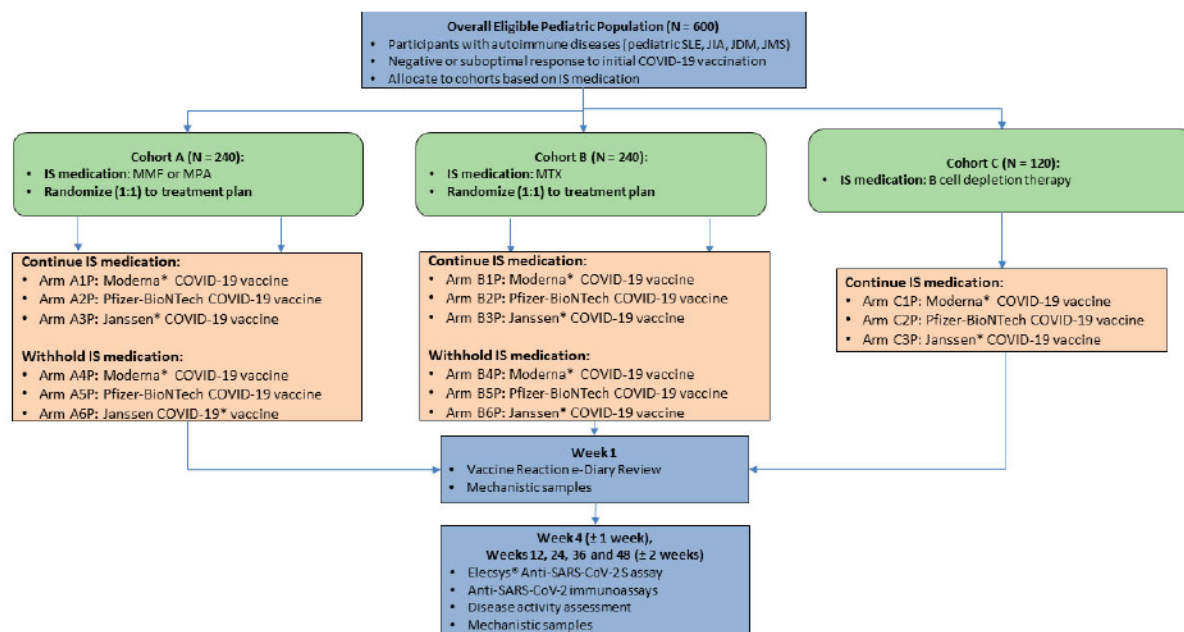 Overall Eligible Pediatric Population (N = 600)
• Participants with autoimmune diseases (pediatric SLE, JIA, JDM, JMS)
• Negative or suboptimal response to initial COVID-19 vaccination
• Allocate to cohorts based on IS medication
Cohort A (N = 240):
• IS medication: MMF or MPA
• Randomize (1:1) to treatment plan
Cohort B (N = 240):
• IS medication: MTX
• Randomize (1:1) to treatment plan
Cohort C (N = 120):
• IS medication: B cell depletion therapy
Continue IS medication:
• Arm A1P: Moderna* COVID-19 vaccine
• Arm A2P: Pfizer-BioNTech COVID-19 vaccine
• Arm A3P: Janssen* COVID-19 vaccine
Withhold IS medication:
• Arm A4P: Moderna* COVID-19 vaccine
• Arm A5P: Pfizer-BioNTech COVID-19 vaccine
• Arm A6P: Janssen COVID-19* vaccine
Continue IS medication:
• Arm B1P: Moderna* COVID-19 vaccine
• Arm B2P: Pfizer-BioNTech COVID-19 vaccine
• Arm B3P: Janssen* COVID-19 vaccine
Withhold IS medication:
• Arm B4P: Moderna* COVID-19 vaccine
• Arm B5P: Pfizer-BioNTech COVID-19 vaccine
• Arm B6P: Janssen* COVID-19 vaccine
Continue IS medication:
• Arm C1P: Moderna* COVID-19 vaccine
• Arm C2P: Pfizer-BioNTech COVID-19 vaccine
• Arm C3P: Janssen* COVID-19 vaccine
Week 1
• Vaccine Reaction e-Diary Review
• Mechanistic samples
Week 4 (± 1 week),
Weeks 12, 24, 36 and 48 (± 2 weeks)
• Elecsys® Anti-SARS-CoV-2 S assay
• Anti-SARS-CoV-2 immunoassays
• Disease activity assessment
• Mechanistic samples